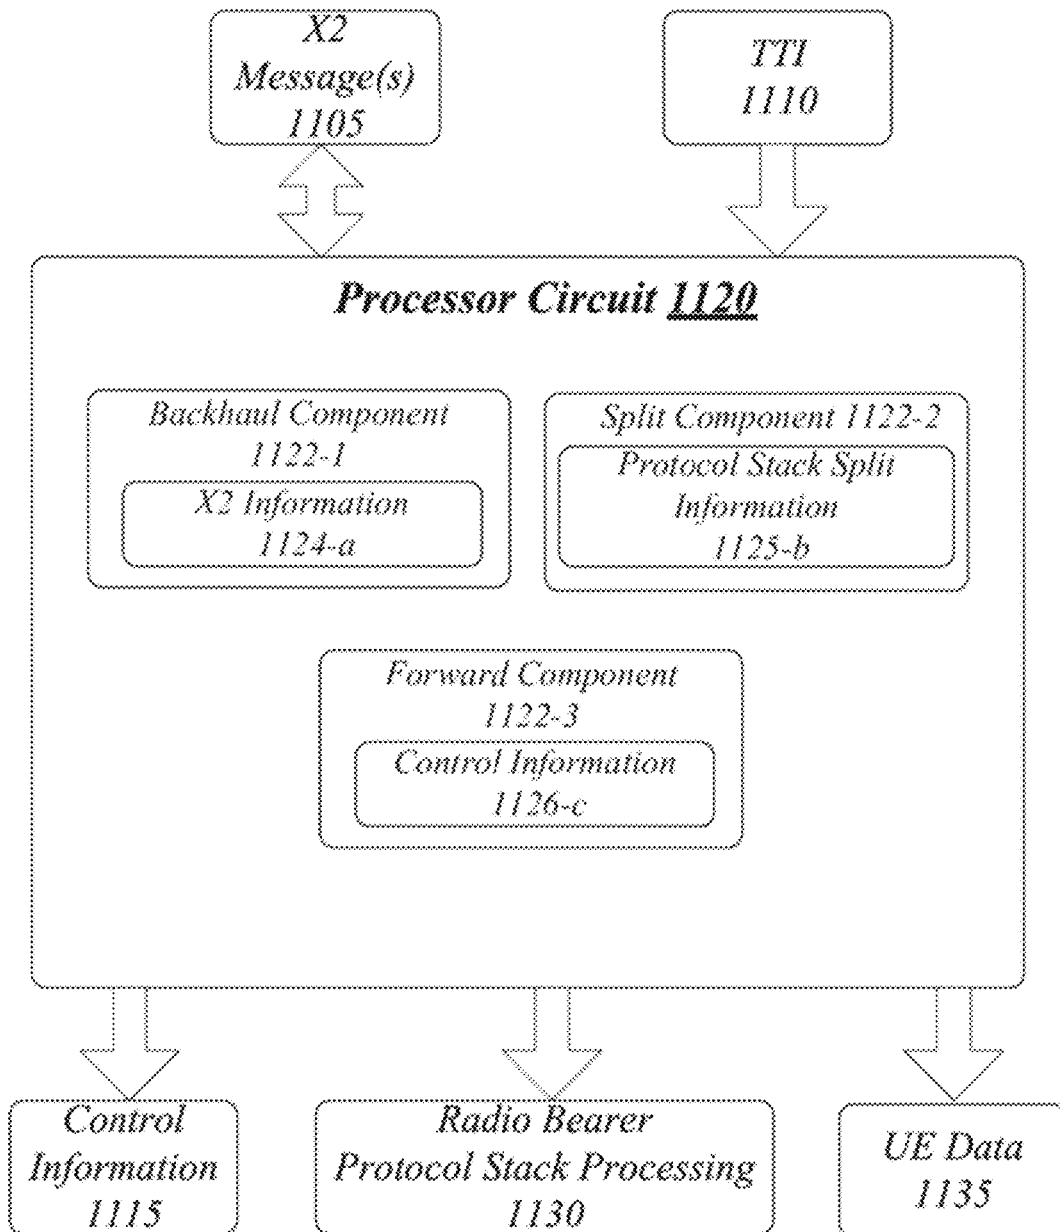 X2
Message(s)
1105
TTI
1110
Processor Circuit 1120
Backhaul Component
1122-1
X2 Information
1124-a
Split Component 1122-2
Protocol Stack Split
Information
1125-b
Forward Component
1122-3
Control Information
1126-c
Control
Information
1115
Radio Bearer
Protocol Stack Processing
1130
UE Data
1135